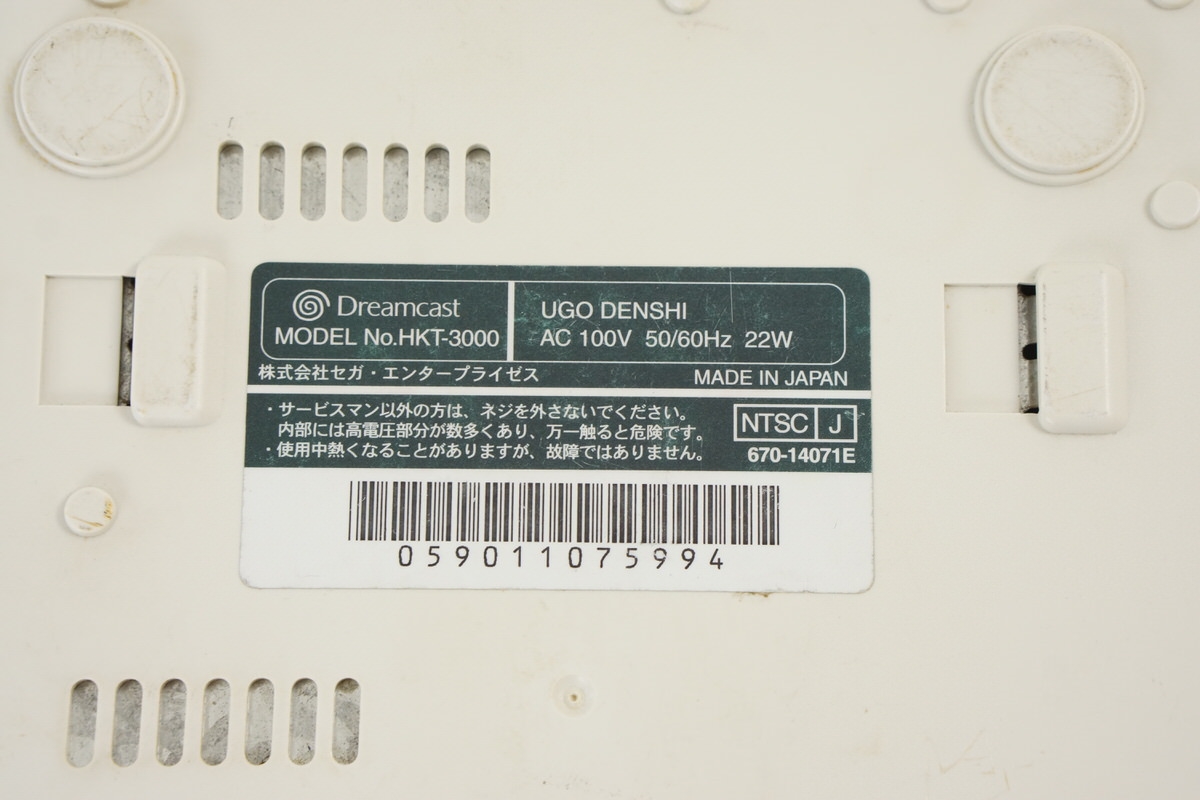 Dreamcast
MODEL No.HKT-3000
UGO DENSHI
AC 100V 50/60Hz 22W
株式会社セガ・エンタープライゼス
MADE IN JAPAN
・サービスマン以外の方は、ネジを外さないでください。
内部には高電圧部分が数多くあり、万一触ると危険です。
・使用中熱くなることがありますが、故障ではありません。
NTSC J
670-14071E
059011075994